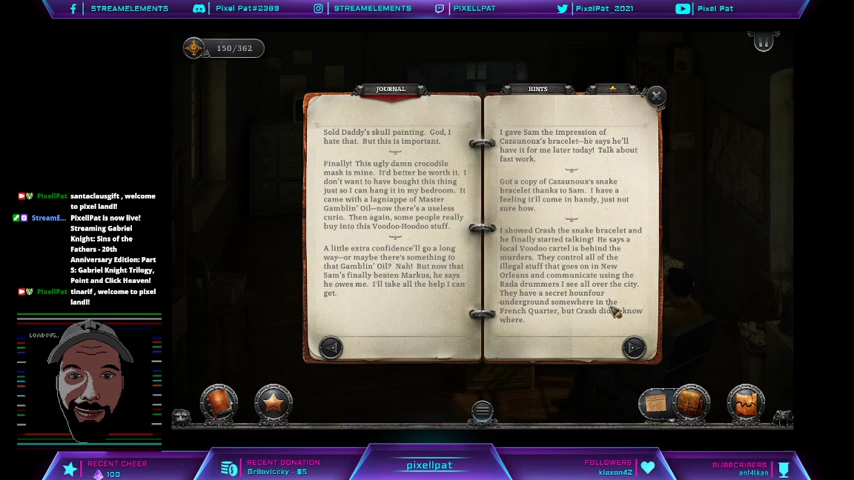 STREAMELEMENTS
Pixel Pat#2389
STREAMELEMENTS
PIXELLPAT
PixelPat_2021
Pixel Pat
150/362
JOURNAL
HINTS
Sold Daddy's skull painting. God, I
hate that. But this is important.
Finally! This ugly damn crocodile
mask is mine. It'd better be worth it. I
don't want to have bought this thing
just so I can hang it in my bedroom. It
came with a lagniappe of Master
Gamblin' Oil—now there's a useless
curio. Then again, some people really
buy into this Voodoo-Hoodoo stuff.
A little extra confidence'll go a long
way—or maybe there's something to
that Gamblin' Oil? Nah! But now that
Sam's finally beaten Markus, he says
he owes me. I'll take all the help I can
get.
I gave Sam the impression of
Cazaunoux's bracelet—he says he'll
have it for me later today! Talk about
fast work.
Got a copy of Cazaunoux's snake
bracelet thanks to Sam. I have a
feeling it'll come in handy, just not
sure how.
I showed Crash the snake bracelet and
he finally started talking! He says a
local Voodoo cartel is behind the
murders. They control all of the
illegal stuff that goes on in New
Orleans and communicate using the
Rada drummers I see all over the city.
They have a secret hounfour
underground somewhere in the
French Quarter, but Crash didn't know
where.
PixellPat santaclausgift , welcome
to pixel land!!
StreamE... PixellPat is now live!
Streaming Gabriel
Knight: Sins of the
Fathers - 20th
Anniversary Edition: Part
5: Gabriel Knight Trilogy,
Point and Click Heaven!
PixellPat tinarif , welcome to pixel
land!!
LOADING...
RECENT CHEER
100
RECENT DONATION
Grilloviccky - $5
pixellpat
FOLLOWERS
klaxon42
SUBSCRIBERS
an14lkan